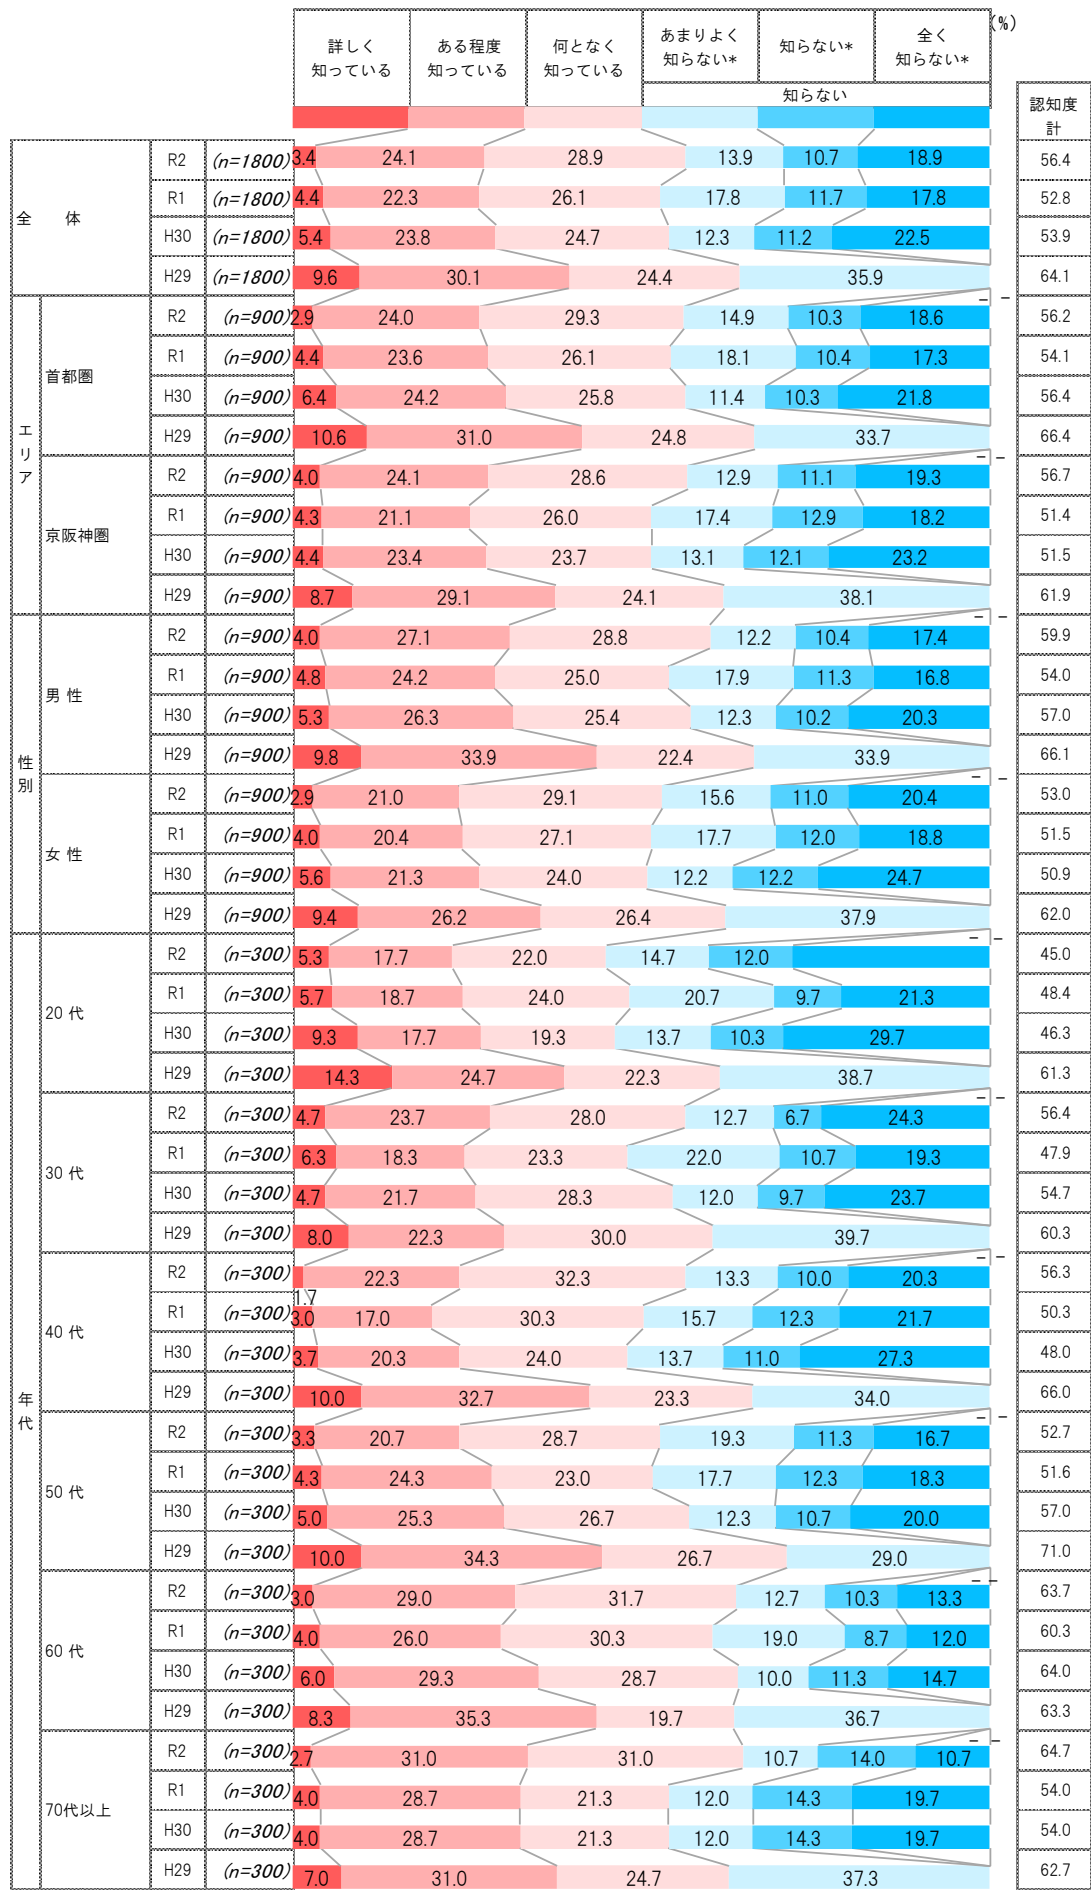 (%)
詳しく 知っている
ある程度 知っている
何となく 知っている
あまりよく 知らない*
知らない*
全く 知らない*
知らない
認知度 計
全 体
R2 (n=1800) 3.4 24.1 28.9 13.9 10.7 18.9 56.4
R1 (n=1800) 4.4 22.3 26.1 17.8 11.7 17.8 52.8
H30 (n=1800) 5.4 23.8 24.7 12.3 11.2 22.5 53.9
H29 (n=1800) 9.6 30.1 24.4 35.9 - - 64.1
エリア
首都圏
R2 (n=900) 2.9 24.0 29.3 14.9 10.3 18.6 56.2
R1 (n=900) 4.4 23.6 26.1 18.1 10.4 17.3 54.1
H30 (n=900) 6.4 24.2 25.8 11.4 10.3 21.8 56.4
H29 (n=900) 10.6 31.0 24.8 33.7 - - 66.4
京阪神圏
R2 (n=900) 4.0 24.1 28.6 12.9 11.1 19.3 56.7
R1 (n=900) 4.3 21.1 26.0 17.4 12.9 18.2 51.4
H30 (n=900) 4.4 23.4 23.7 13.1 12.1 23.2 51.5
H29 (n=900) 8.7 29.1 24.1 38.1 - - 61.9
性別
男 性
R2 (n=900) 4.0 27.1 28.8 12.2 10.4 17.4 59.9
R1 (n=900) 4.8 24.2 25.0 17.9 11.3 16.8 54.0
H30 (n=900) 5.3 26.3 25.4 12.3 10.2 20.3 57.0
H29 (n=900) 9.8 33.9 22.4 33.9 - - 66.1
女 性
R2 (n=900) 2.9 21.0 29.1 15.6 11.0 20.4 53.0
R1 (n=900) 4.0 20.4 27.1 17.7 12.0 18.8 51.5
H30 (n=900) 5.6 21.3 24.0 12.2 12.2 24.7 50.9
H29 (n=900) 9.4 26.2 26.4 37.9 - - 62.0
年代
20 代
R2 (n=300) 5.3 17.7 22.0 14.7 12.0 45.0
R1 (n=300) 5.7 18.7 24.0 20.7 9.7 21.3 48.4
H30 (n=300) 9.3 17.7 19.3 13.7 10.3 29.7 46.3
H29 (n=300) 14.3 24.7 22.3 38.7 - - 61.3
30 代
R2 (n=300) 4.7 23.7 28.0 12.7 6.7 24.3 56.4
R1 (n=300) 6.3 18.3 23.3 22.0 10.7 19.3 47.9
H30 (n=300) 4.7 21.7 28.3 12.0 9.7 23.7 54.7
H29 (n=300) 8.0 22.3 30.0 39.7 - - 60.3
40 代
R2 (n=300) 1.7 22.3 32.3 13.3 10.0 20.3 56.3
R1 (n=300) 3.0 17.0 30.3 15.7 12.3 21.7 50.3
H30 (n=300) 3.7 20.3 24.0 13.7 11.0 27.3 48.0
H29 (n=300) 10.0 32.7 23.3 34.0 - - 66.0
50 代
R2 (n=300) 3.3 20.7 28.7 19.3 11.3 16.7 52.7
R1 (n=300) 4.3 24.3 23.0 17.7 12.3 18.3 51.6
H30 (n=300) 5.0 25.3 26.7 12.3 10.7 20.0 57.0
H29 (n=300) 10.0 34.3 26.7 29.0 - - 71.0
60 代
R2 (n=300) 3.0 29.0 31.7 12.7 10.3 13.3 63.7
R1 (n=300) 4.0 26.0 30.3 19.0 8.7 12.0 60.3
H30 (n=300) 6.0 29.3 28.7 10.0 11.3 14.7 64.0
H29 (n=300) 8.3 35.3 19.7 36.7 - - 63.3
70代以上
R2 (n=300) 2.7 31.0 31.0 10.7 14.0 10.7 64.7
R1 (n=300) 4.0 28.7 21.3 12.0 14.3 19.7 54.0
H30 (n=300) 4.0 28.7 21.3 12.0 14.3 19.7 54.0
H29 (n=300) 7.0 31.0 24.7 37.3 62.7